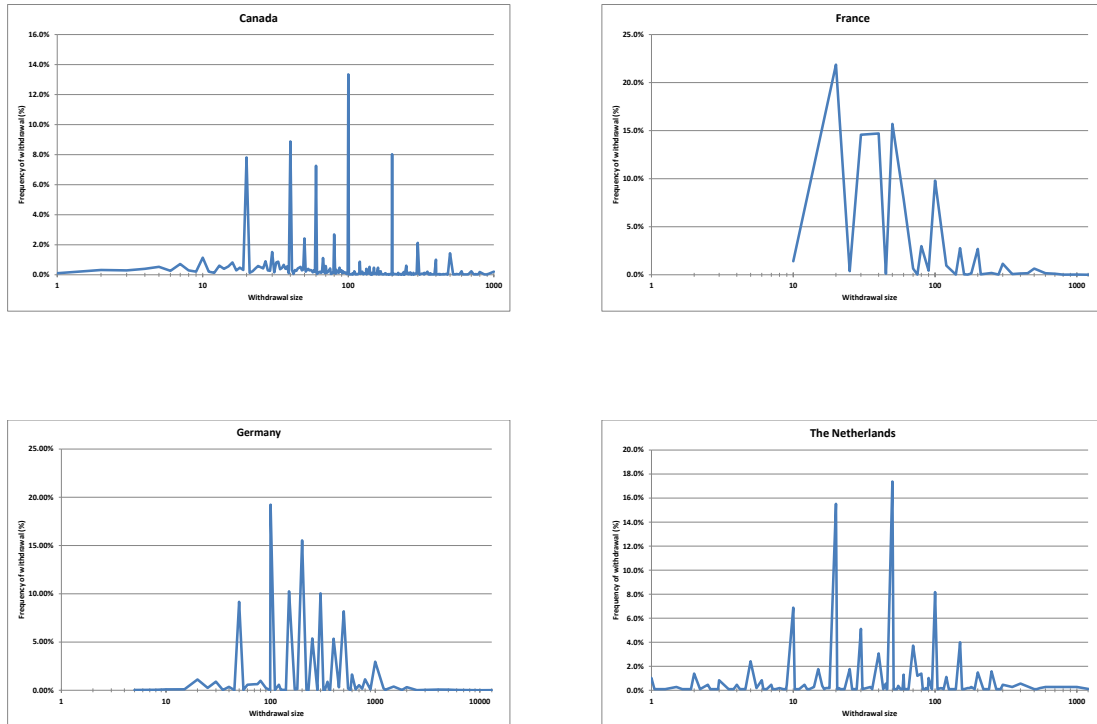 Canada
16.0%
14.0%
12.0%
10.0%
8.0%
6.0%
4.0%
2.0%
0.0%
Frequency of withdrawal (%)
1 10 100 1000
Withdrawal size
France
25.0%
20.0%
15.0%
10.0%
5.0%
0.0%
Frequency of withdrawal (%)
1 10 100 1000
Withdrawal size
Germany
25.00%
20.00%
15.00%
10.00%
5.00%
0.00%
Frequency of withdrawal (%)
1 10 100 1000 10000
Withdrawal size
The Netherlands
20.0%
18.0%
16.0%
14.0%
12.0%
10.0%
8.0%
6.0%
4.0%
2.0%
0.0%
Frequency of withdrawal (%)
1 10 100 1000
Withdrawal size